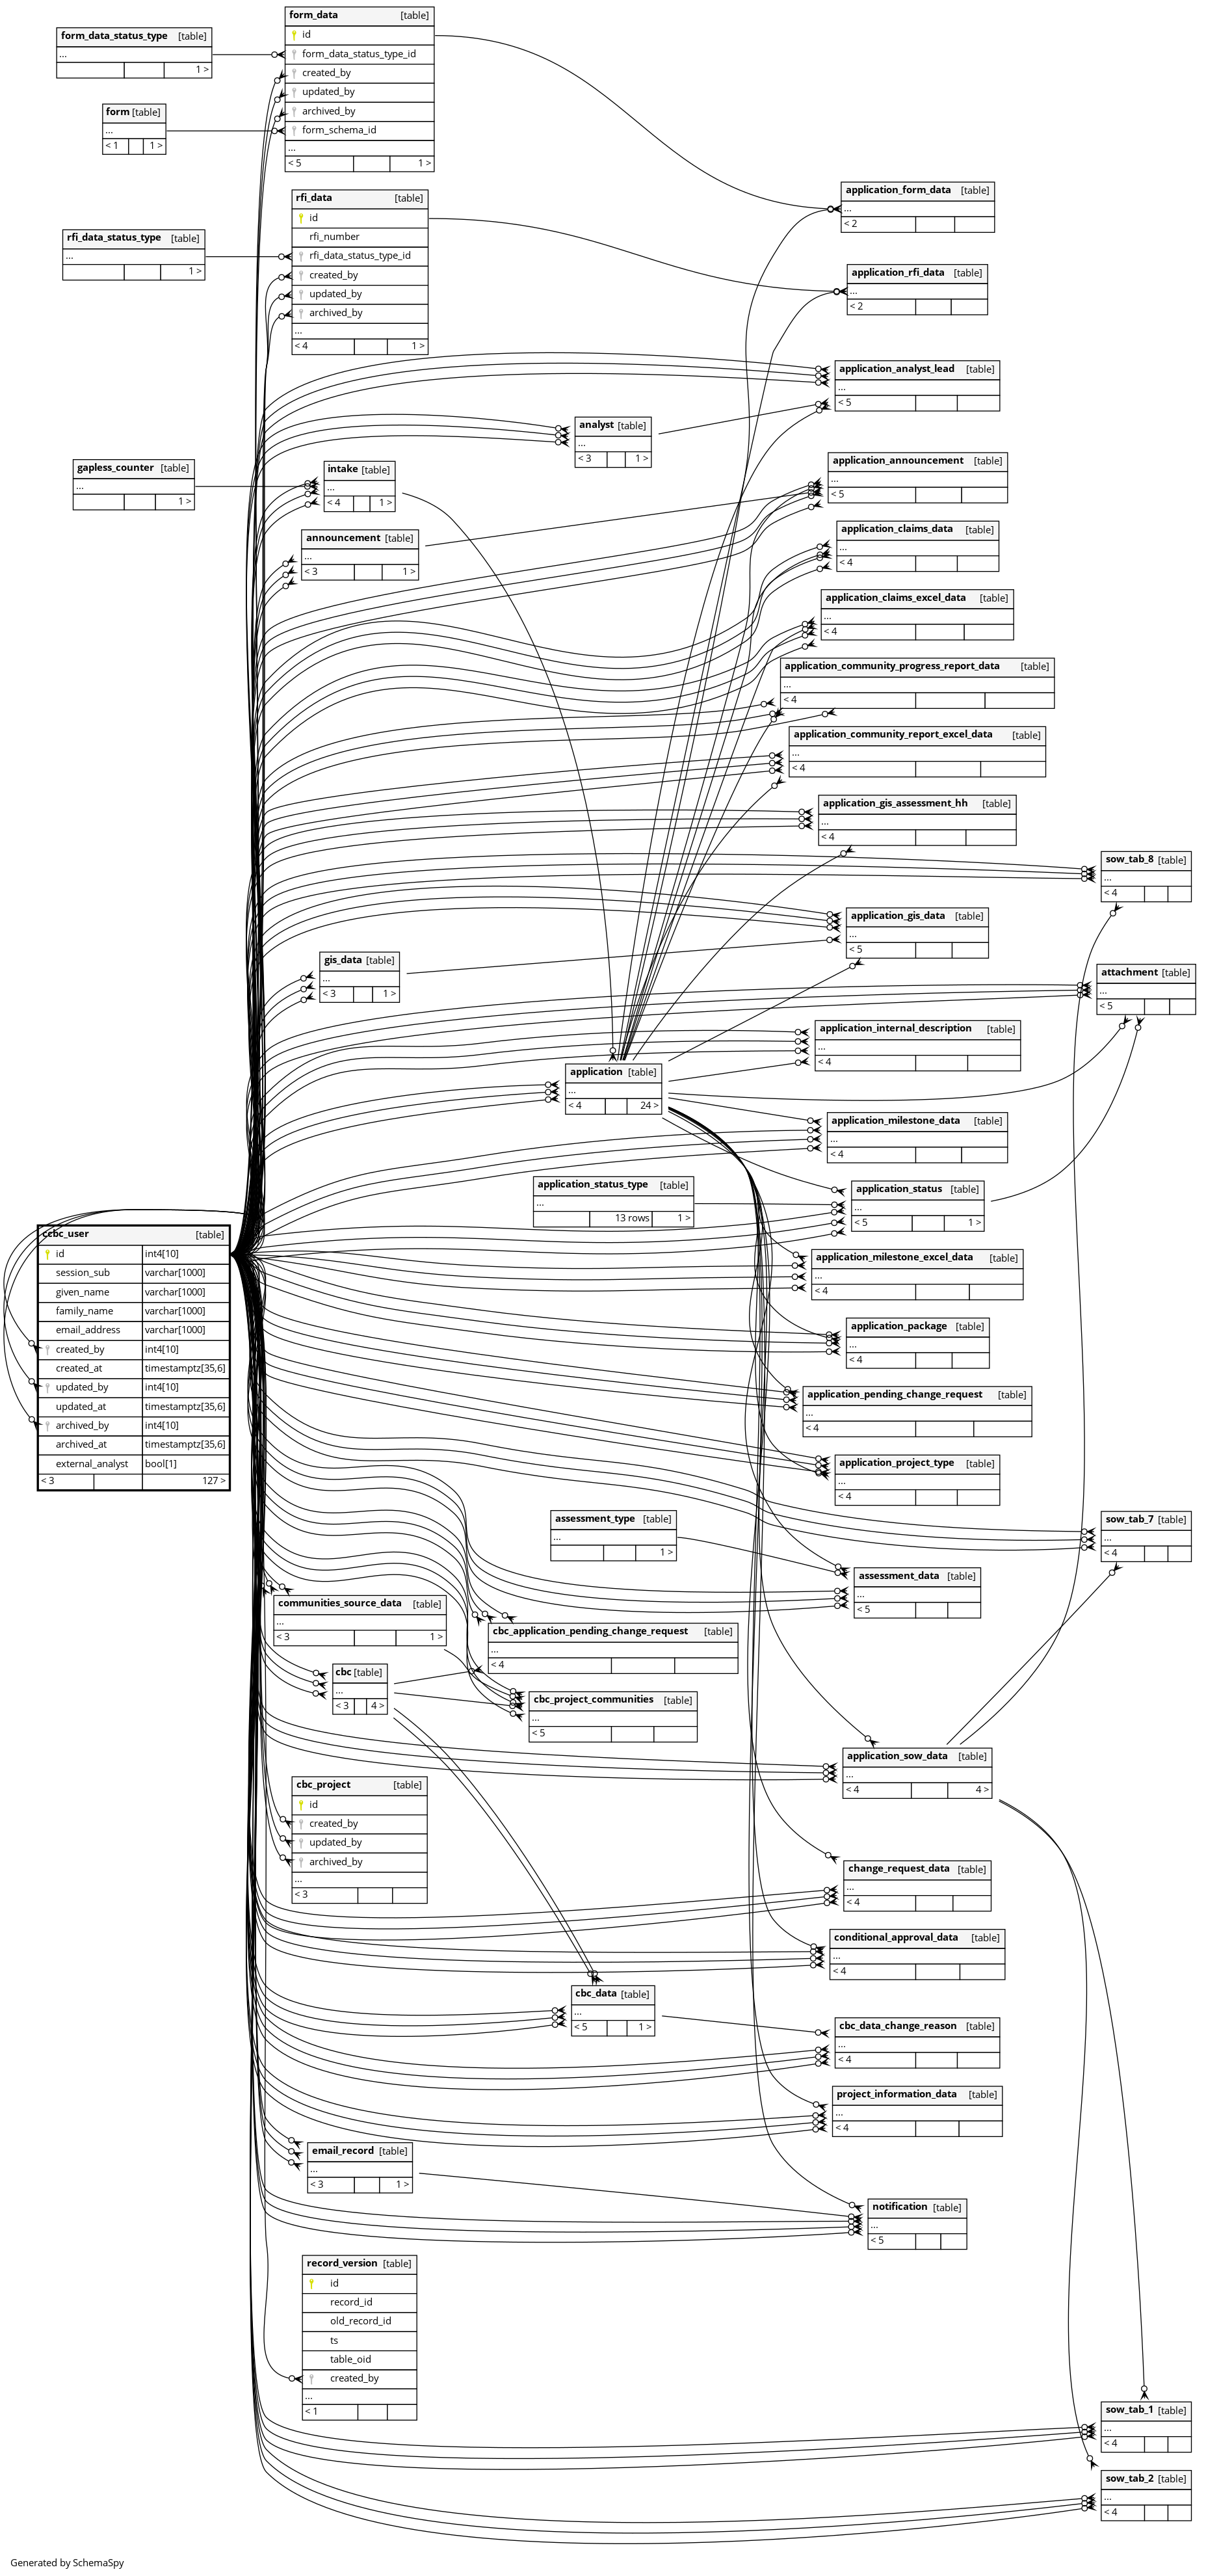 form_data_status_type [table]
...
1 >
form [table]
...
< 1 1 >
form_data [table]
id
form_data_status_type_id
created_by
updated_by
archived_by
form_schema_id
...
< 5 1 >
rfi_data_status_type [table]
...
1 >
rfi_data [table]
id
rfi_number
rfi_data_status_type_id
created_by
updated_by
archived_by
...
< 4 1 >
application_form_data [table]
...
< 2
application_rfi_data [table]
...
< 2
application_analyst_lead [table]
...
< 5
analyst [table]
...
< 3 1 >
gapless_counter [table]
...
1 >
intake [table]
...
< 4 1 >
announcement [table]
...
< 3 1 >
application_announcement [table]
...
< 5
application_claims_data [table]
...
< 4
application_claims_excel_data [table]
...
< 4
application_community_progress_report_data [table]
...
< 4
application_community_report_excel_data [table]
...
< 4
application_gis_assessment_hh [table]
...
< 4
sow_tab_8 [table]
...
< 4
application_gis_data [table]
...
< 5
gis_data [table]
...
< 3 1 >
attachment [table]
...
< 5
application_internal_description [table]
...
< 4
application [table]
...
< 4 24 >
application_milestone_data [table]
...
< 4
application_status_type [table]
...
13 rows 1 >
application_status [table]
...
< 5 1 >
ccbc_user [table]
id int4[10]
session_sub varchar[1000]
given_name varchar[1000]
family_name varchar[1000]
email_address varchar[1000]
created_by int4[10]
created_at timestamptz[35,6]
updated_by int4[10]
updated_at timestamptz[35,6]
archived_by int4[10]
archived_at timestamptz[35,6]
external_analyst bool[1]
< 3 127 >
application_milestone_excel_data [table]
...
< 4
application_package [table]
...
< 4
application_pending_change_request [table]
...
< 4
application_project_type [table]
...
< 4
assessment_type [table]
...
1 >
sow_tab_7 [table]
...
< 4
assessment_data [table]
...
< 5
communities_source_data [table]
...
< 3 1 >
cbc_application_pending_change_request [table]
...
< 4
cbc [table]
...
< 3 4 >
cbc_project_communities [table]
...
< 5
application_sow_data [table]
...
< 4 4 >
cbc_project [table]
id
created_by
updated_by
archived_by
...
< 3
change_request_data [table]
...
< 4
conditional_approval_data [table]
...
< 4
cbc_data [table]
...
< 5 1 >
cbc_data_change_reason [table]
...
< 4
project_information_data [table]
...
< 4
email_record [table]
...
< 3 1 >
notification [table]
...
< 5
record_version [table]
id
record_id
old_record_id
ts
table_oid
created_by
...
< 1
sow_tab_1 [table]
...
< 4
sow_tab_2 [table]
...
< 4
Generated by SchemaSpy